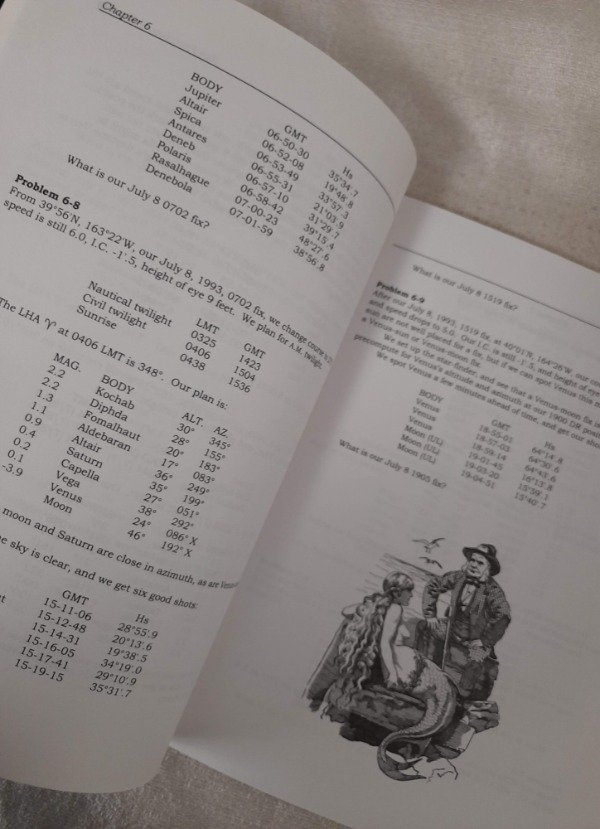 Chapter 6
BODY GMT Hs
Jupiter 06-50-30 35°34'.7
Altair 06-52-08 19°48'.8
Spica 06-53-49 33°57'.3
Antares 06-55-31 21°03'.9
Deneb 06-57-10 31°29'.7
Polaris 06-58-42 39°15'.4
Rasalhague 07-00-23 48°27'.6
Denebola 07-01-59 38°56'.8
What is our July 8 0702 fix?
Problem 6-8
From 39°56'N, 163°22'W, our July 8, 1993, 0702 fix, we change course to
speed is still 6.0, I.C. -1'.5, height of eye 9 feet. We plan for A.M. twilight.
LMT GMT
Nautical twilight 0325 1423
Civil twilight 0406 1504
Sunrise 0438 1536
The LHA ♈ at 0406 LMT is 348°. Our plan is:
MAG. BODY ALT. AZ.
2.2 Kochab 30° 345°
2.2 Diphda 28° 155°
1.3 Fomalhaut 20° 183°
1.1 Aldebaran 17° 083°
0.9 Altair 36° 249°
0.4 Saturn 35° 199°
0.2 Capella 27° 051°
0.1 Vega 38° 292°
-3.9 Venus 24° 086° X
Moon 46° 192° X
moon and Saturn are close in azimuth, as are Venus
sky is clear, and we get six good shots:
GMT Hs
15-11-06 28°55'.9
15-12-48 20°13'.6
15-14-31 19°38'.5
15-16-05 34°19'.0
15-17-41 29°10'.9
15-19-15 35°31'.7
What is our July 8 1519 fix?
Problem 6-9
After our July 8, 1993, 1519 fix, at 40°01'N, 164°26'W, our
and speed drops to 5.0. Our I.C. is still -1'.5, and height of eye
sun are not well placed for a fix, but if we can spot Venus this
a Venus-sun or Venus-moon fix.
We set up the star finder, and see that a Venus-moon fix is
precompute for Venus's altitude and azimuth at our 1900 DR
We spot Venus a few minutes ahead of time, and get our
BODY GMT Hs
Venus 18-55-01 64°14'.8
Venus 18-57-03 64°30'.6
Venus 18-59-14 64°43'.6
Moon (UL) 19-01-45 16°13'.8
Moon (UL) 19-03-20 15°59'.1
Moon (UL) 19-04-51 15°40'.7
What is our July 8 1905 fix?